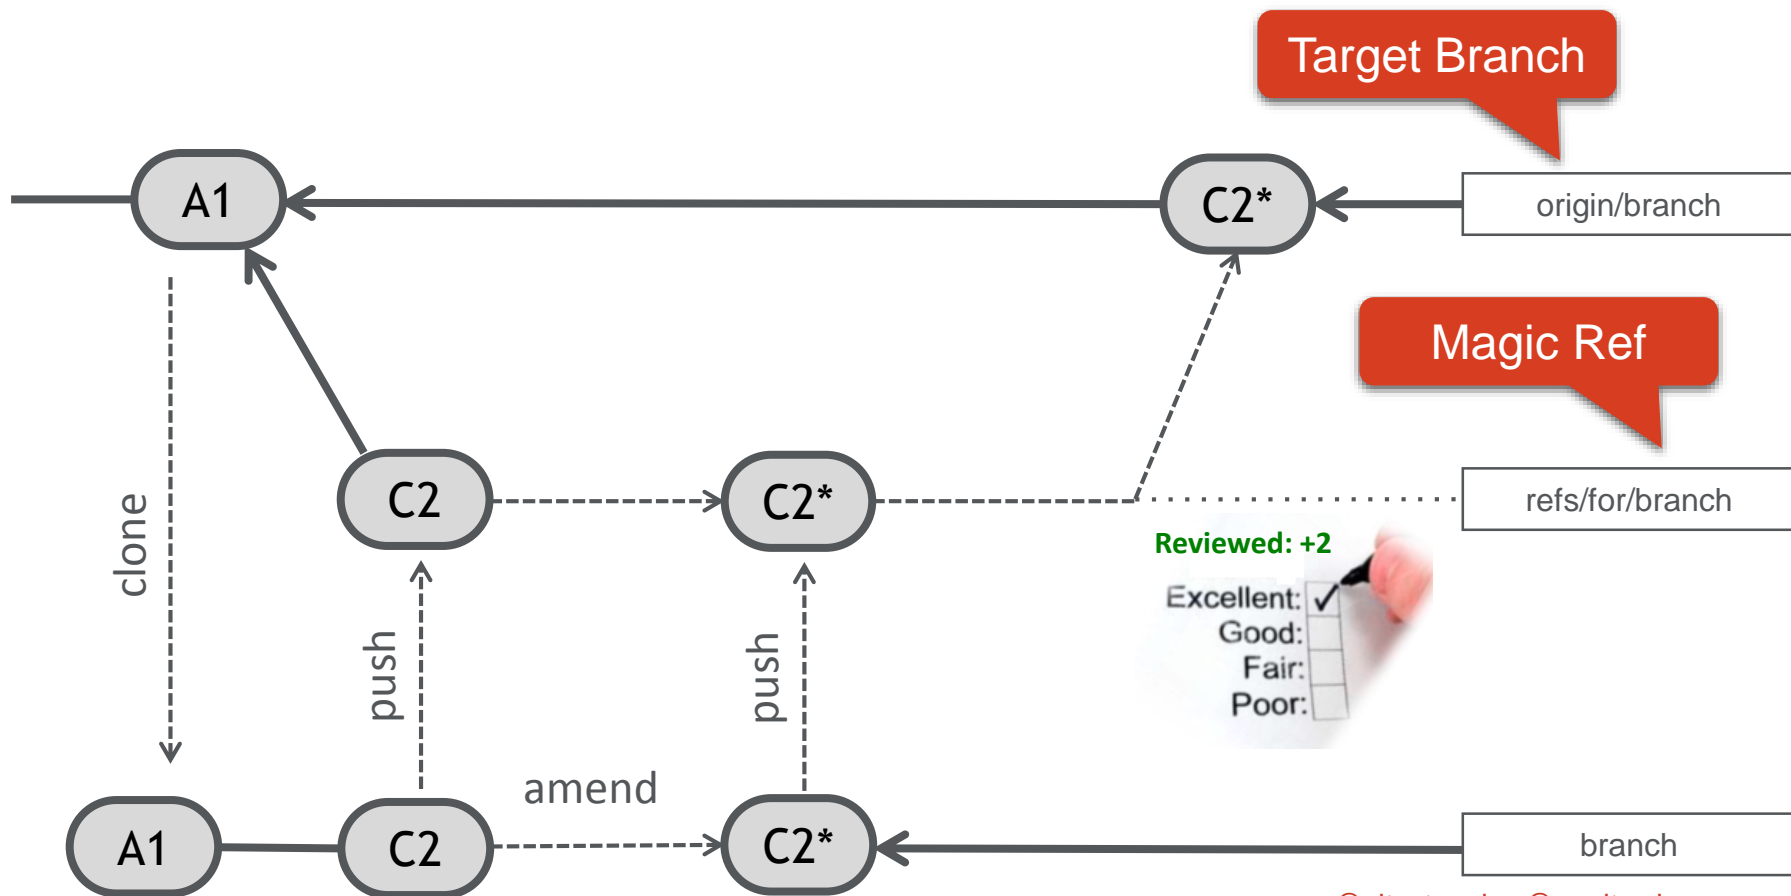 Target Branch
A1
C2*
origin/branch
Magic Ref
clone
C2
C2*
refs/for/branch
Reviewed: +2
Excellent: ✓
Good:
Fair:
Poor:
push
push
amend
A1
C2
C2*
branch